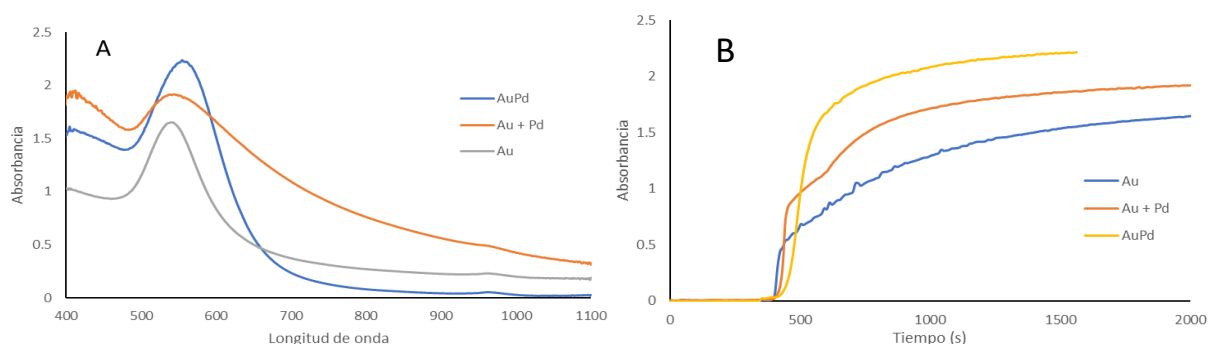 A
2.5
2
1.5
1
0.5
0
Absorbancia
400 500 600 700 800 900 1000 1100
Longitud de onda
AuPd
Au + Pd
Au
B
2.5
2
1.5
1
0.5
0
Absorbancia
0 500 1000 1500 2000
Tiempo (s)
Au
Au + Pd
AuPd